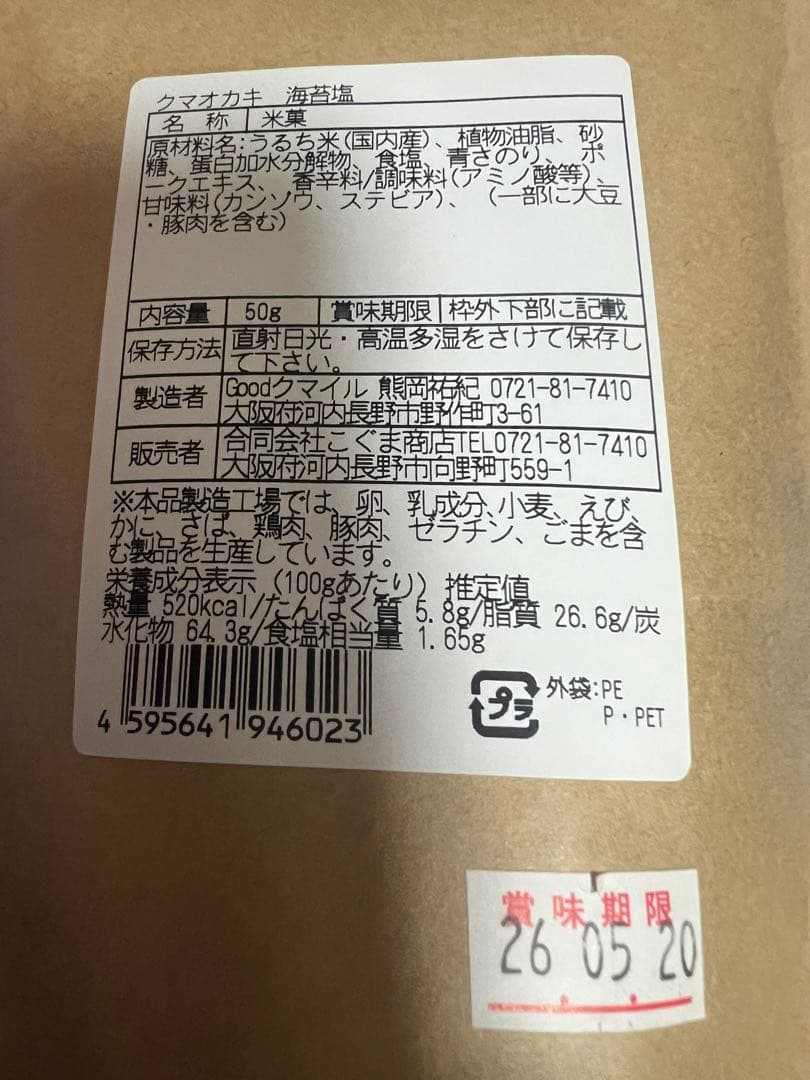 クマオカキ 海苔塩
名 称 米菓
原材料名:うるち米(国内産)、植物油脂、砂
糖、蛋白加水分解物、食塩、青さのり、ポ
ークエキス、香辛料/調味料(アミノ酸等)、
甘味料(カンゾウ、ステビア)、(一部に大豆
・豚肉を含む)
内容量 50g 賞味期限 枠外下部に記載
保存方法 直射日光・高温多湿をさけて保存し
て下さい。
製造者 Goodクマイル 熊岡祐紀 0721-81-7410
大阪府河内長野市野作町3-61
販売者 合同会社こぐま商店TEL0721-81-7410
大阪府河内長野市向野町559-1
※本品製造工場では、卵、乳成分、小麦、えび、
かに、さば、鶏肉、豚肉、ゼラチン、ごまを含
む製品を生産しています。
栄養成分表示(100gあたり)推定値
熱量 520kcal/たんぱく質 5.8g/脂質 26.6g/炭
水化物 64.3g/食塩相当量 1.65g
4 595641 946023
プラ 外袋:PE
P・PET
賞味期限
26 05 20